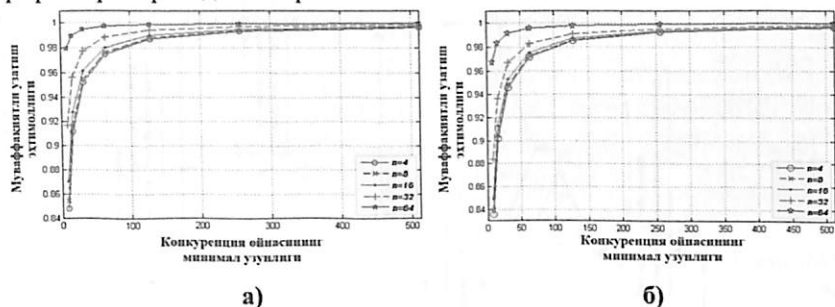 Муваффакиятли узатиш
эҳтимоллиги
1
0.98
0.96
0.94
0.92
0.9
0.88
0.86
0.84
0
100
200
300
400
500
n=4
n=8
n=16
n=32
n=64
Конкуренция ойнасининг
минимал узунлиги
а)
Муваффакиятли узатиш
эҳтимоллиги
1
0.98
0.96
0.94
0.92
0.9
0.88
0.86
0.84
0
50
100
150
200
250
300
350
400
450
500
n=4
n=8
n=16
n=32
n=64
Конкуренция ойнасининг
минимал узунлиги
б)